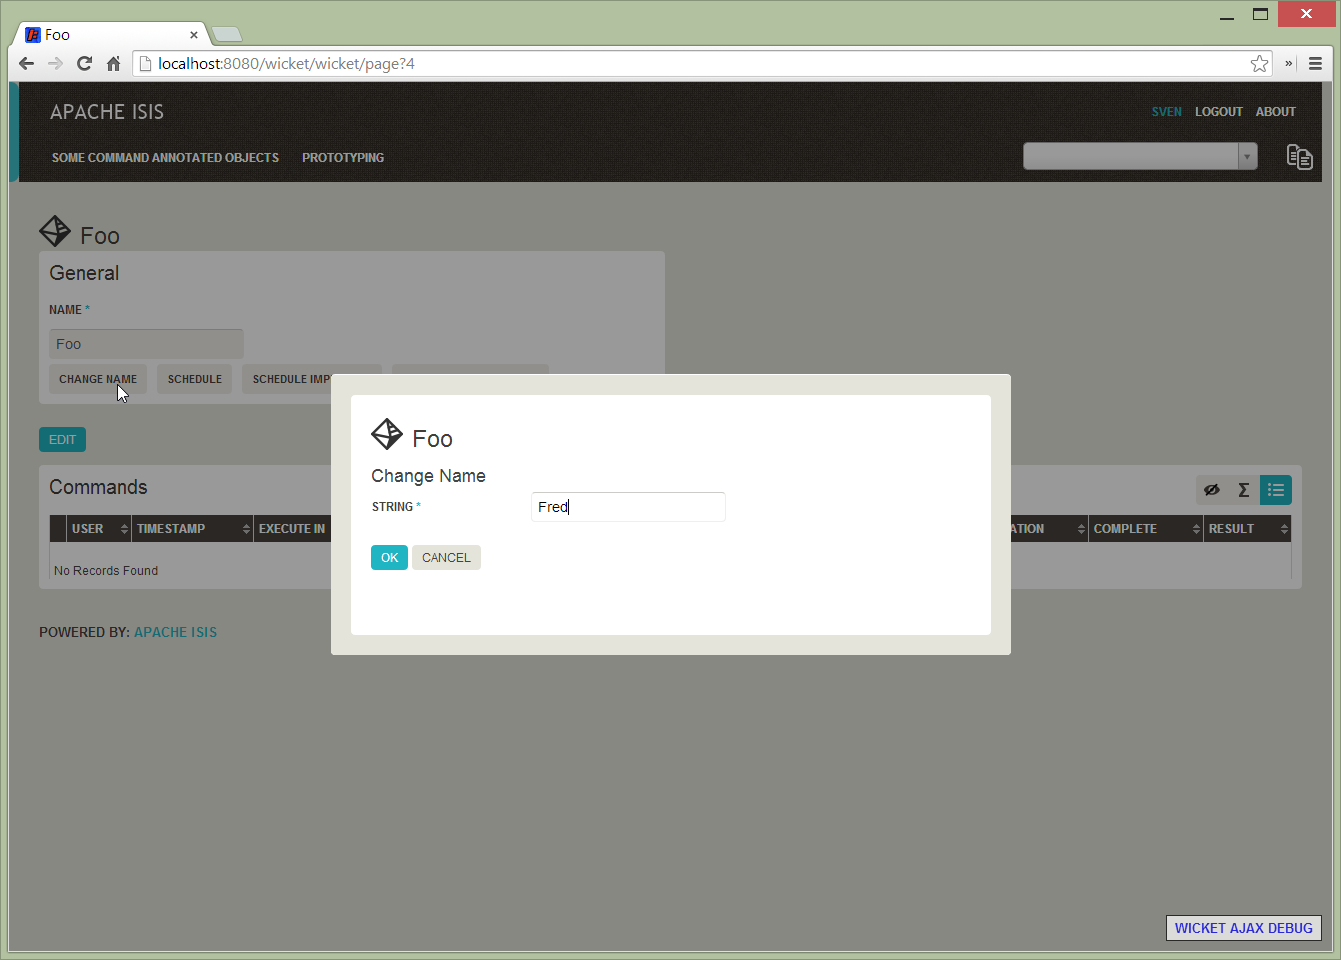 Foo
localhost:8080/wicket/wicket/page?4
APACHE ISIS
SVEN LOGOUT ABOUT
SOME COMMAND ANNOTATED OBJECTS PROTOTYPING
Foo
General
NAME *
Foo
CHANGE NAME SCHEDULE SCHEDULE IMP
EDIT
Foo
Change Name
STRING *
Fred
OK CANCEL
Commands
USER TIMESTAMP EXECUTE IN ATION COMPLETE RESULT
No Records Found
POWERED BY: APACHE ISIS
WICKET AJAX DEBUG